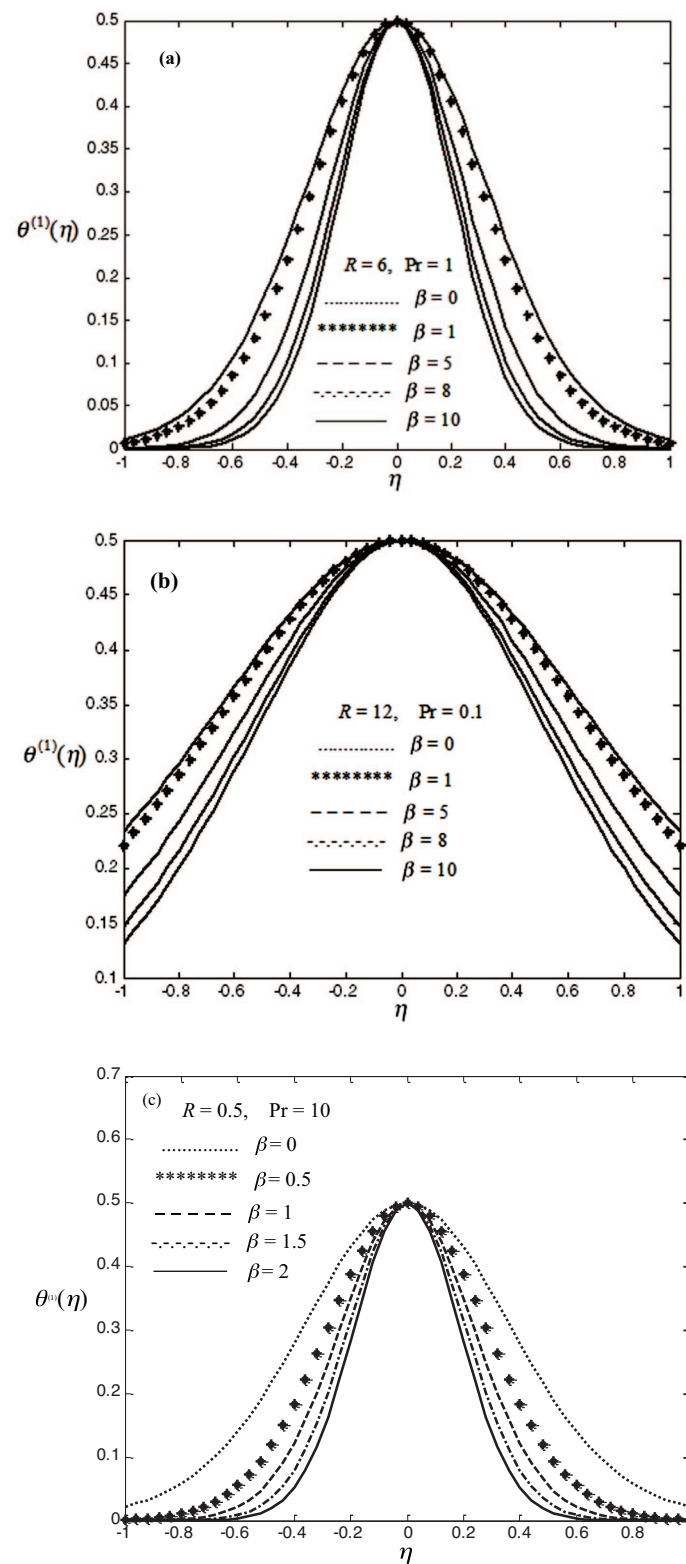 (a)
0.5
0.45
0.4
0.35
0.3
0.25
0.2
0.15
0.1
0.05
0
θ⁽¹⁾(η)
R = 6, Pr = 1
β = 0
******** β = 1
β = 5
β = 8
β = 10
-1 -0.8 -0.6 -0.4 -0.2 0 0.2 0.4 0.6 0.8 1
η
(b)
0.5
0.45
0.4
0.35
0.3
0.25
0.2
0.15
0.1
θ⁽¹⁾(η)
R = 12, Pr = 0.1
β = 0
******** β = 1
β = 5
β = 8
β = 10
-1 -0.8 -0.6 -0.4 -0.2 0 0.2 0.4 0.6 0.8 1
η
(c)
0.7
0.6
0.5
0.4
0.3
0.2
0.1
0
θ⁽¹⁾(η)
R = 0.5, Pr = 10
β = 0
******** β = 0.5
β = 1
β = 1.5
β = 2
-1 -0.8 -0.6 -0.4 -0.2 0 0.2 0.4 0.6 0.8
η